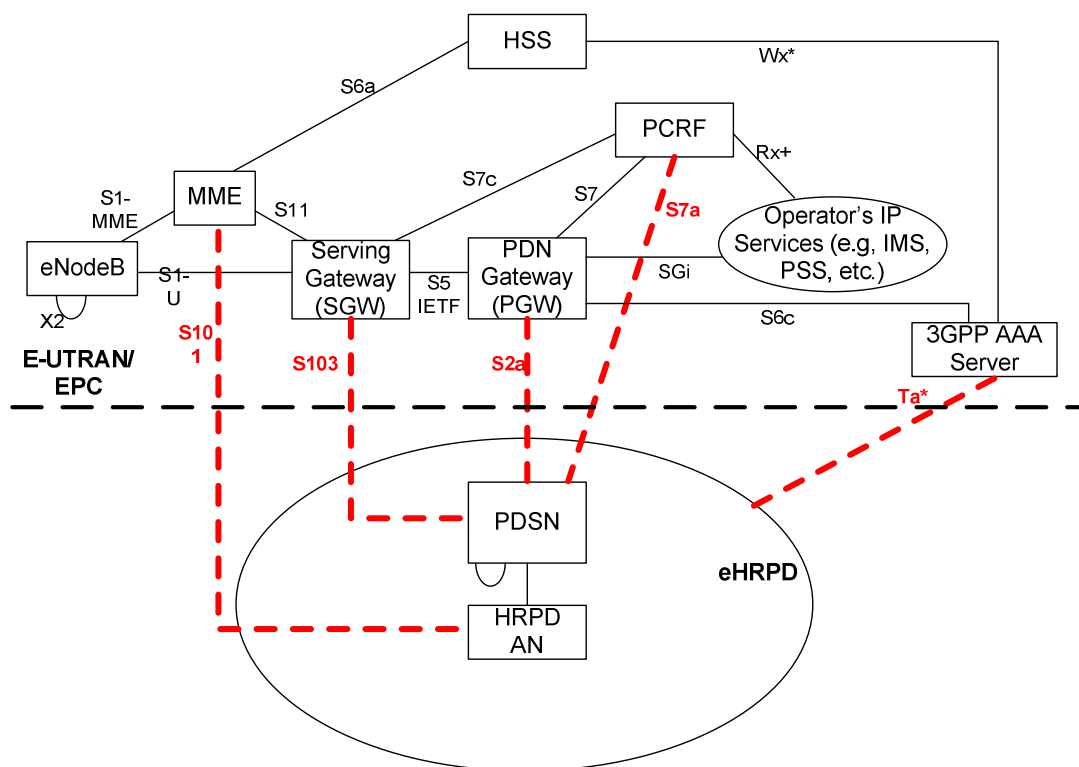 HSS
Wx*
S6a
PCRF
Rx+
S7c
S7
S7a
MME
S1-
MME
S11
Operator's IP
Services (e.g, IMS,
PSS, etc.)
eNodeB
S1-
U
Serving
Gateway
(SGW)
S5
IETF
PDN
Gateway
(PGW)
SGi
X2
S6c
S10
1
S103
S2a
3GPP AAA
Server
E-UTRAN/
EPC
Ta*
PDSN
eHRPD
HRPD
AN